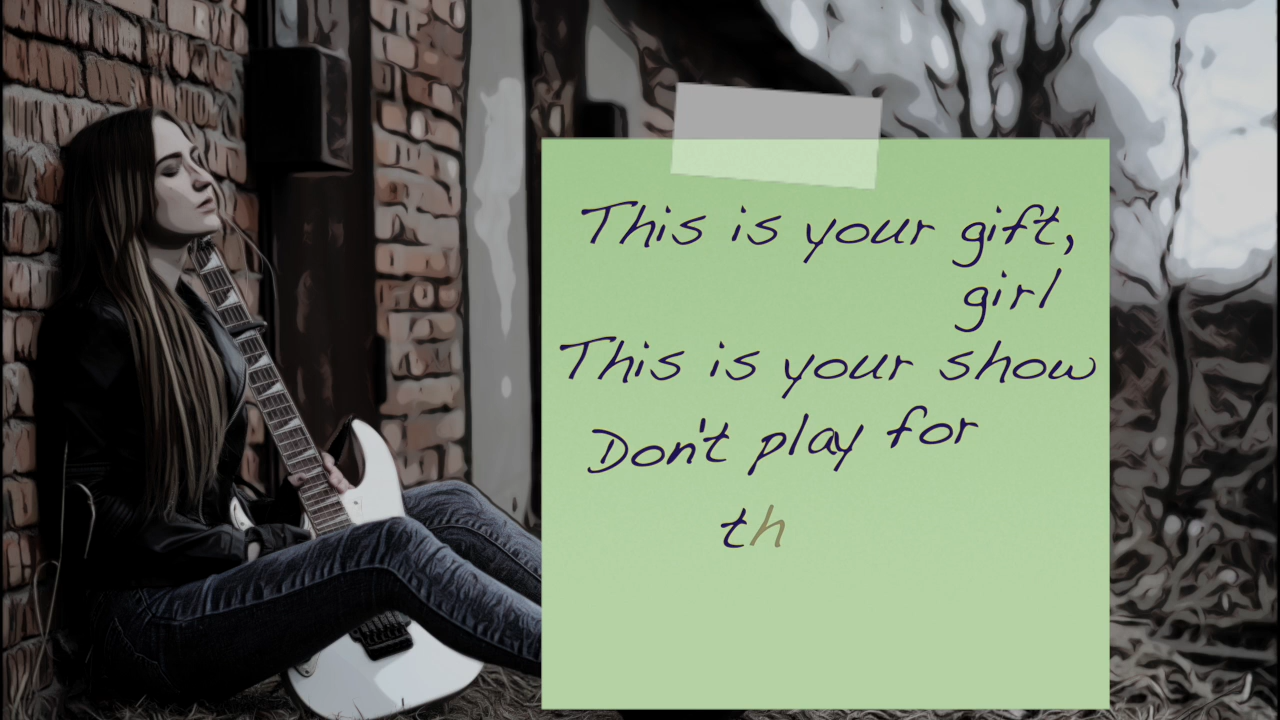 This is your gift,
girl
This is your show
Don't play for
th